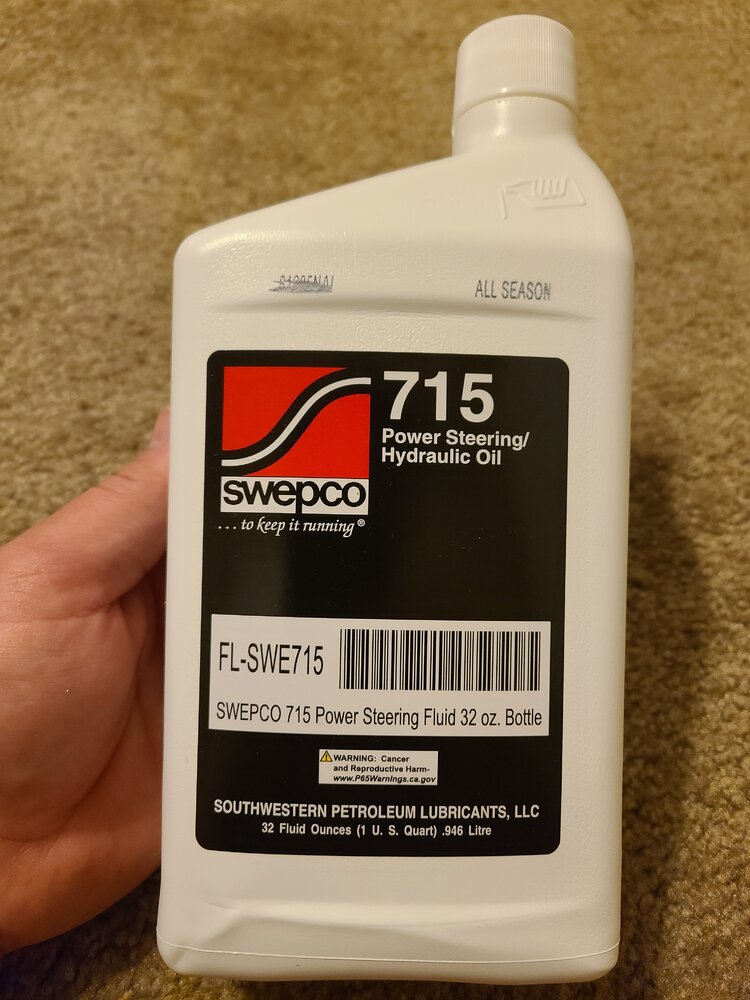 ALL SEASON
715
Power Steering/
Hydraulic Oil
swepco
... to keep it running®
FL-SWE715
SWEPCO 715 Power Steering Fluid 32 oz. Bottle
WARNING: Cancer
and Reproductive Harm-
www.P65Warnings.ca.gov
SOUTHWESTERN PETROLEUM LUBRICANTS, LLC
32 Fluid Ounces (1 U. S. Quart) .946 Litre